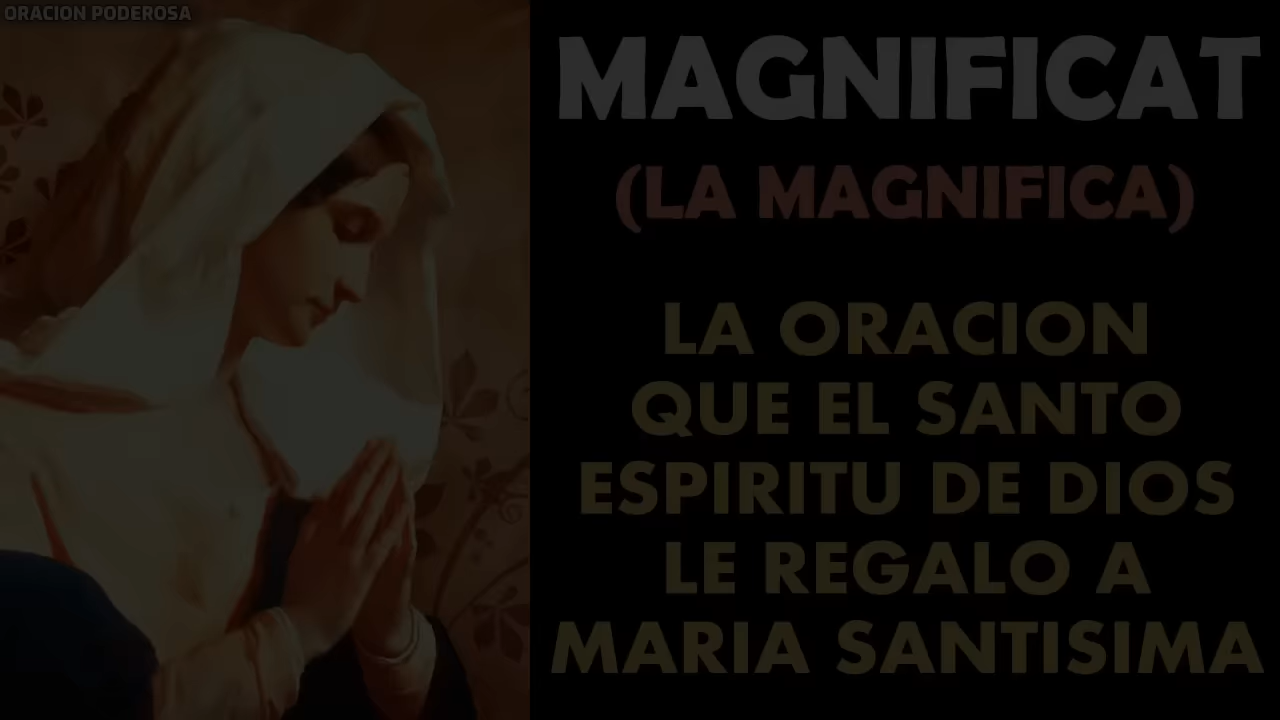 ORACION PODEROSA
MAGNIFICAT
(LA MAGNIFICA)
LA ORACION
QUE EL SANTO
ESPIRITU DE DIOS
LE REGALO A
MARIA SANTISIMA